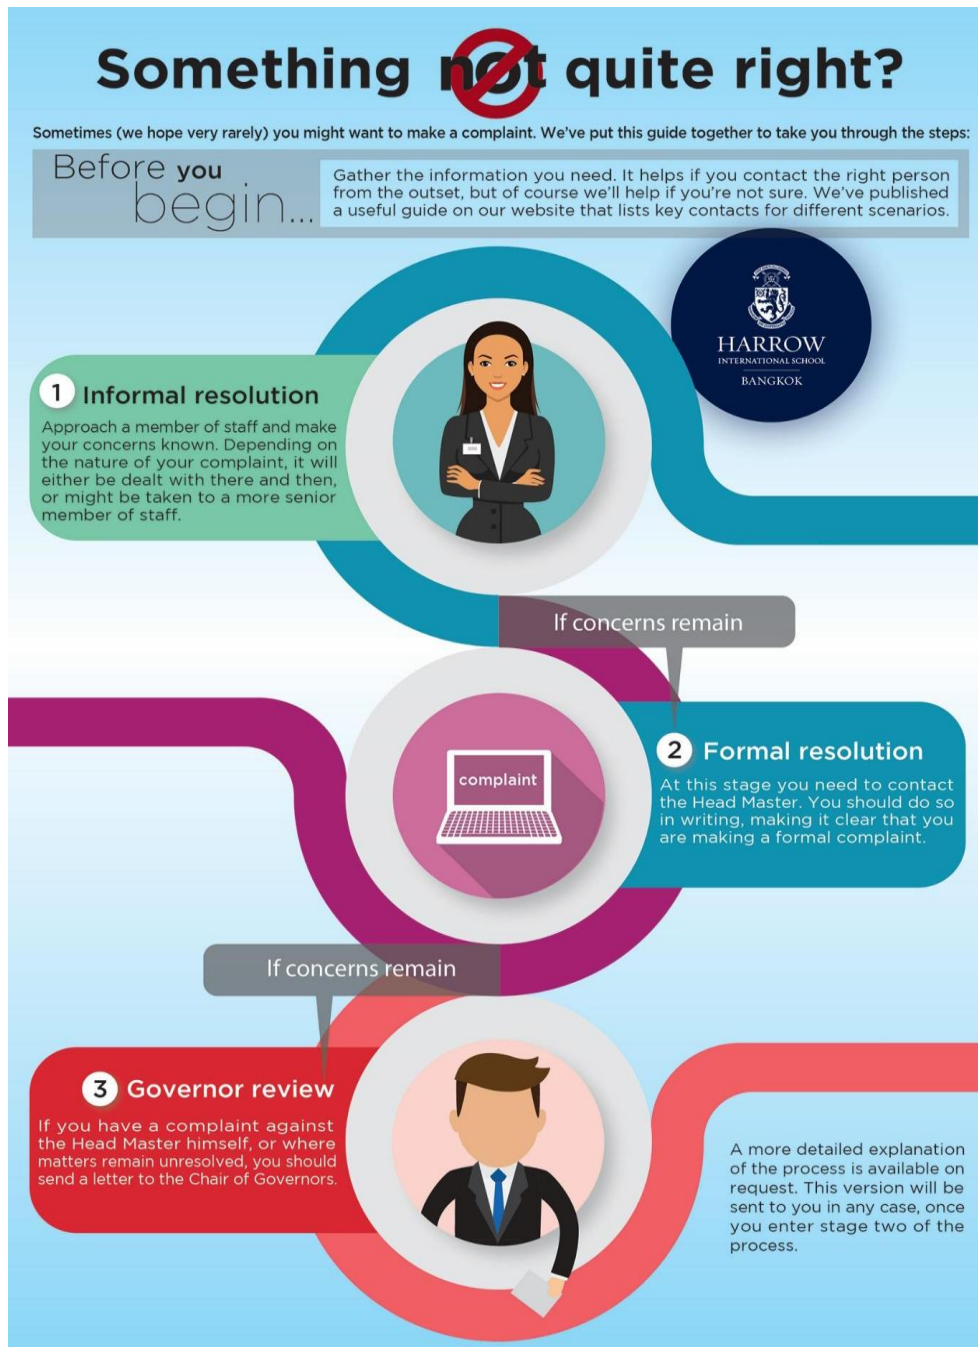 Something not quite right?
Sometimes (we hope very rarely) you might want to make a complaint. We've put this guide together to take you through the steps:
Before you
begin...
Gather the information you need. It helps if you contact the right person
from the outset, but of course we'll help if you're not sure. We've published
a useful guide on our website that lists key contacts for different scenarios.
HARROW
INTERNATIONAL SCHOOL
BANGKOK
1 Informal resolution
Approach a member of staff and make
your concerns known. Depending on
the nature of your complaint, it will
either be dealt with there and then,
or might be taken to a more senior
member of staff.
If concerns remain
complaint
2 Formal resolution
At this stage you need to contact
the Head Master. You should do so
in writing, making it clear that you
are making a formal complaint.
If concerns remain
3 Governor review
If you have a complaint against
the Head Master himself, or where
matters remain unresolved, you should
send a letter to the Chair of Governors.
A more detailed explanation
of the process is available on
request. This version will be
sent to you in any case, once
you enter stage two of the
process.